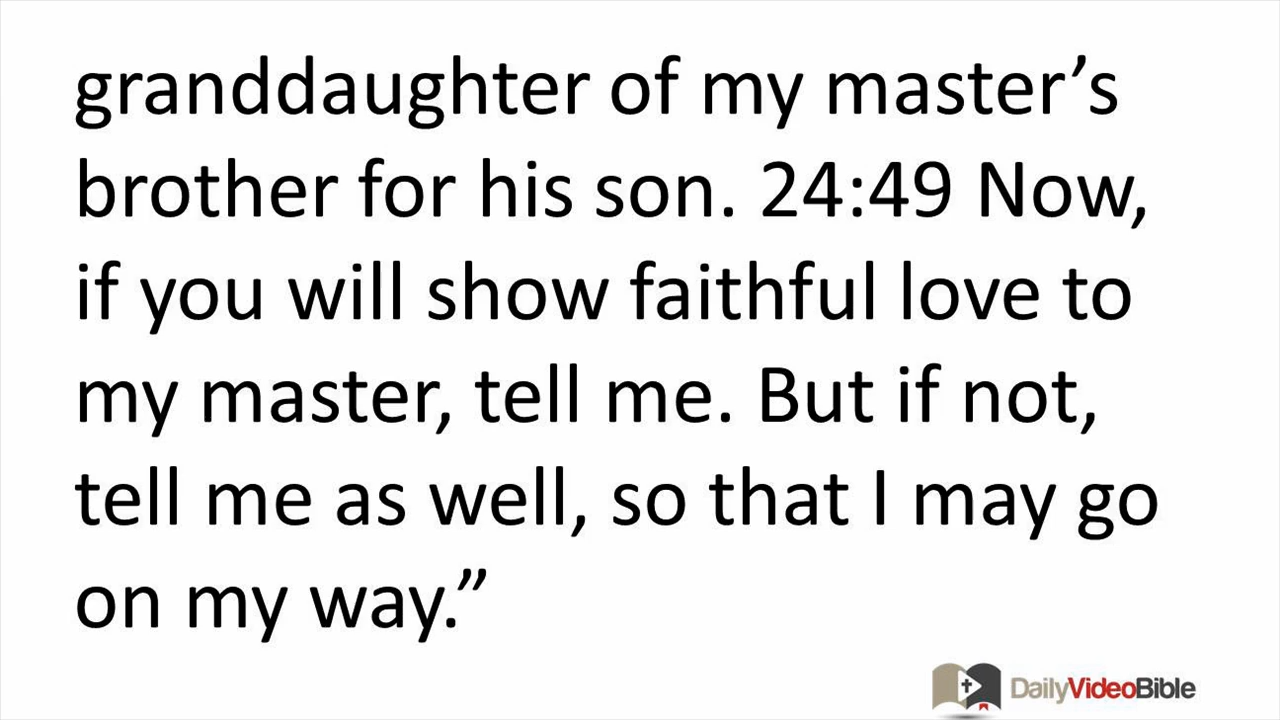 granddaughter of my master’s
brother for his son. 24:49 Now,
if you will show faithful love to
my master, tell me. But if not,
tell me as well, so that I may go
on my way.”
DailyVideoBible